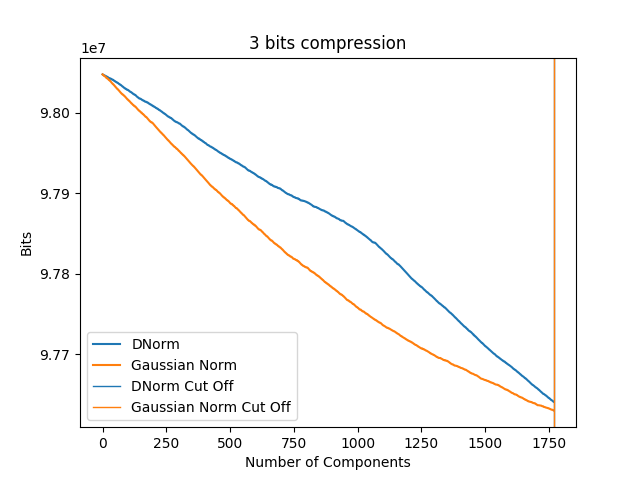 3 bits compression
1e7
9.80
9.79
9.78
9.77
Bits
DNorm
Gaussian Norm
DNorm Cut Off
Gaussian Norm Cut Off
0 250 500 750 1000 1250 1500 1750
Number of Components